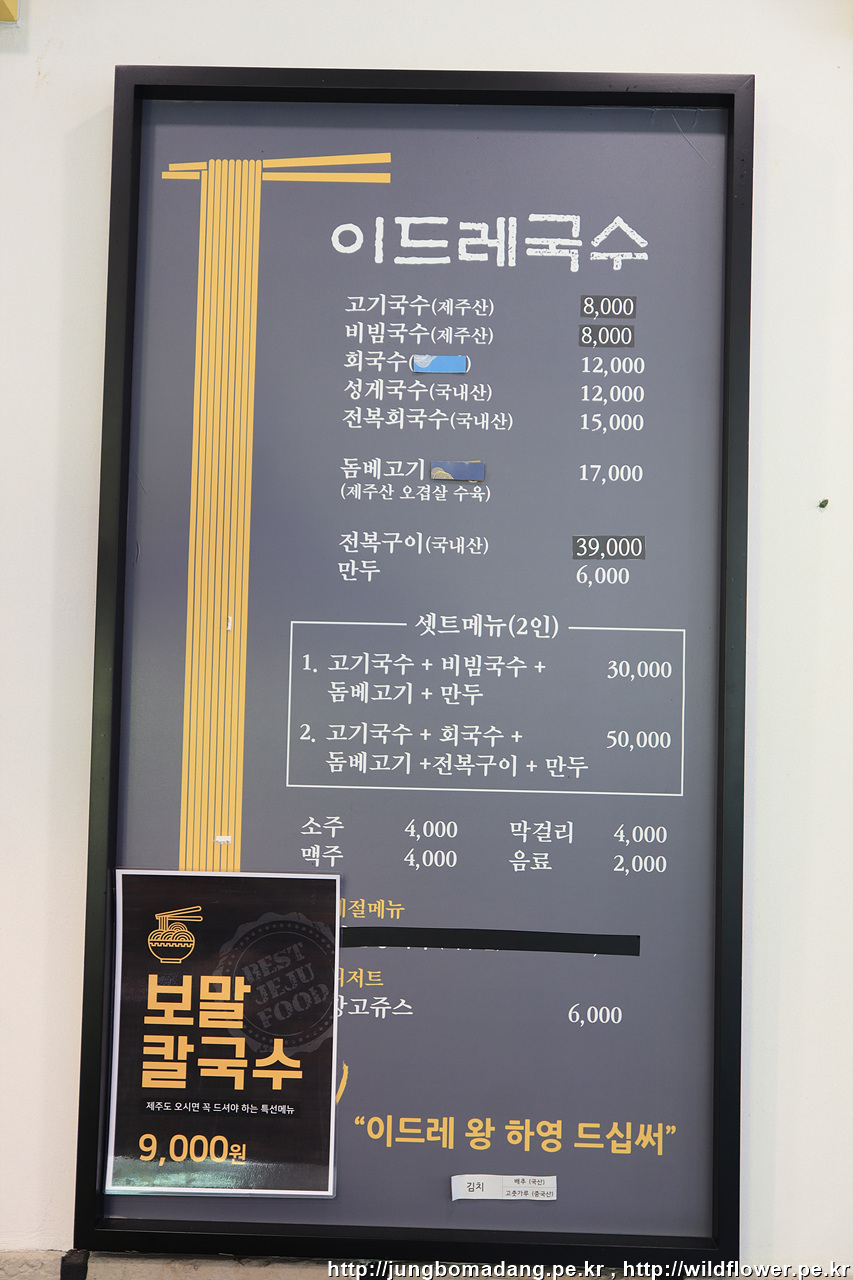 이드레국수
고기국수(제주산) 8,000
비빔국수(제주산) 8,000
회국수( ) 12,000
성게국수(국내산) 12,000
전복회국수(국내산) 15,000
돔베고기 17,000
(제주산 오겹살 수육)
전복구이(국내산) 39,000
만두 6,000
셋트메뉴(2인)
1. 고기국수 + 비빔국수 + 30,000
돔베고기 + 만두
2. 고기국수 + 회국수 + 50,000
돔베고기 +전복구이 + 만두
소주 4,000 막걸리 4,000
맥주 4,000 음료 2,000
절메뉴
저트
고쥬스 6,000
BEST
JEJU
FOOD
보말
칼국수
제주도 오시면 꼭 드셔야 하는 특선메뉴
9,000원
“이드레 왕 하영 드십써”
김치 배추 (국산)
고춧가루 (중국산)
http://jungbomadang.pe.kr , http://wildflower.pe.kr